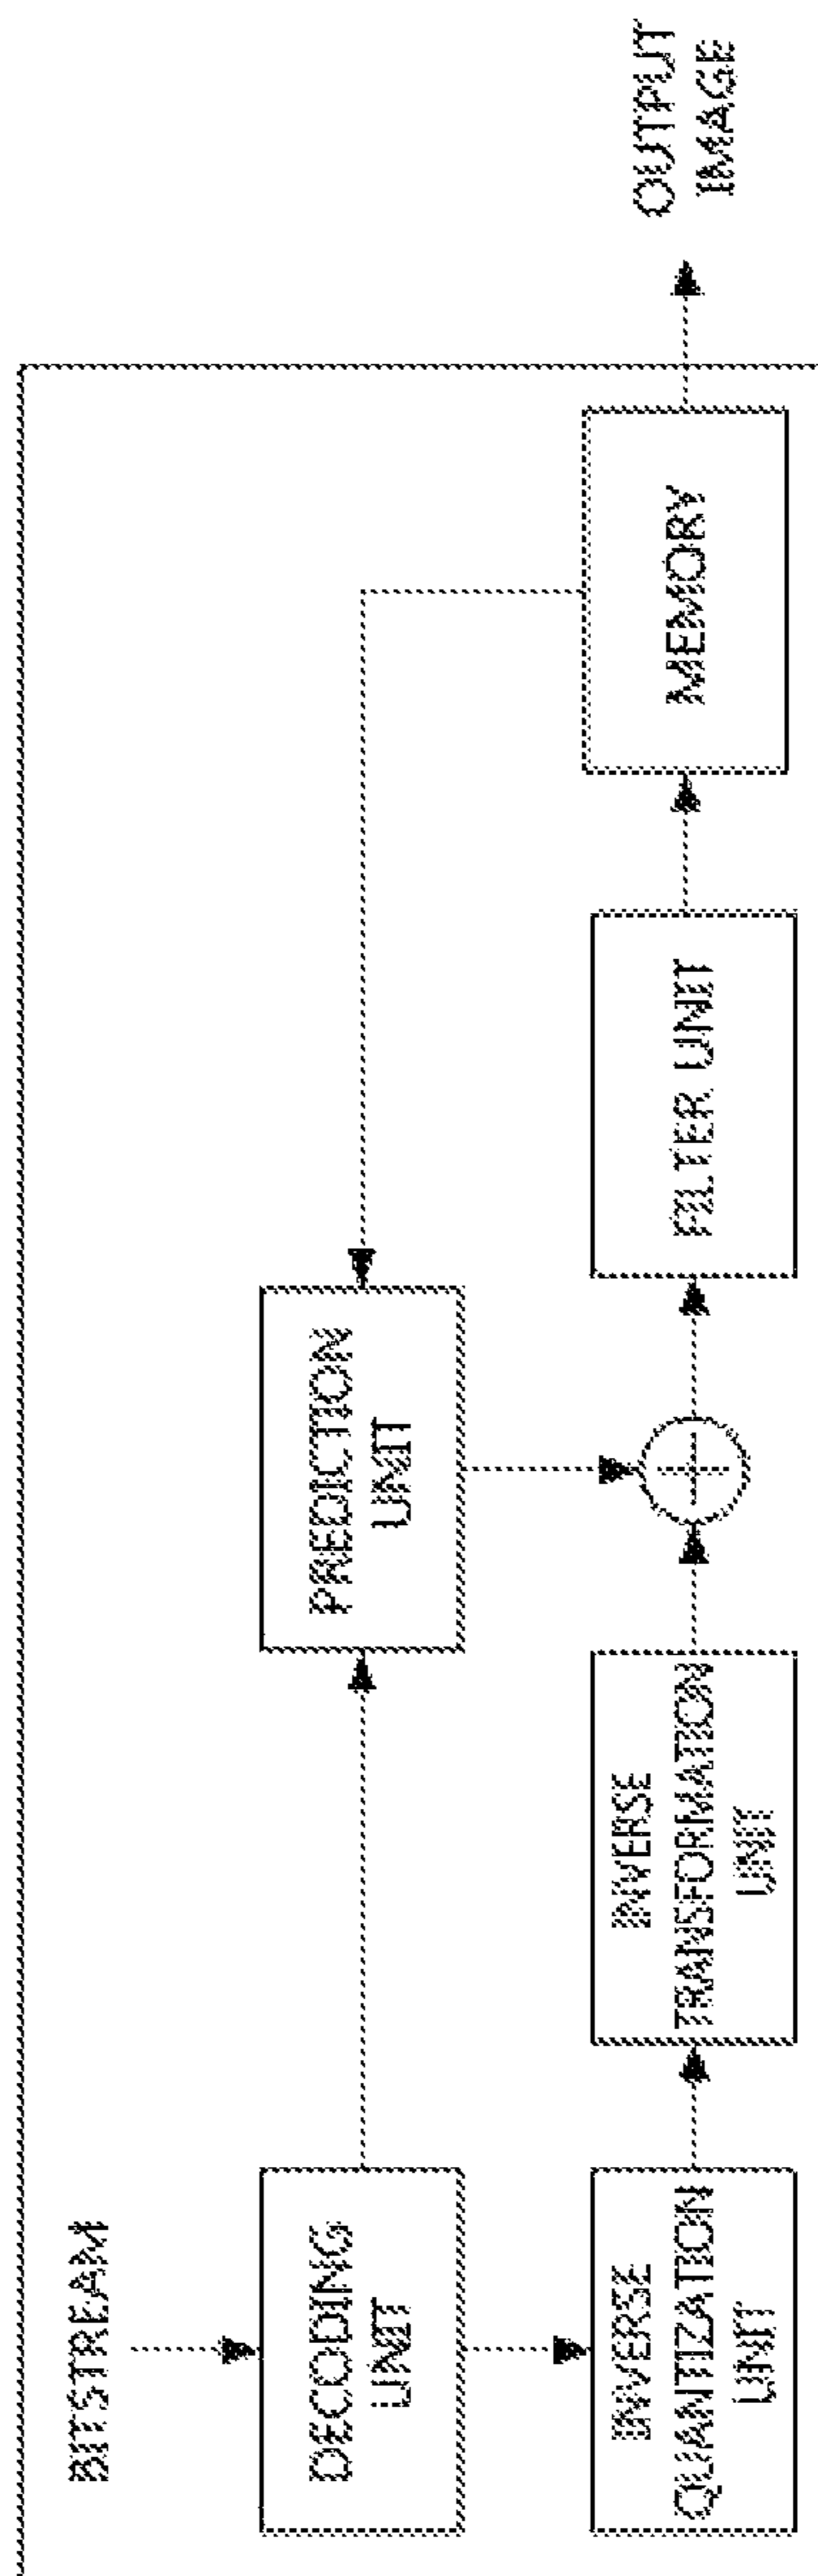 BITSTREAM
DECODING
UNIT
PREDICTION
UNIT
INVERSE
QUANTIZATION
UNIT
INVERSE
TRANSFORMATION
UNIT
FILTER UNIT
MEMORY
OUTPUT
IMAGE